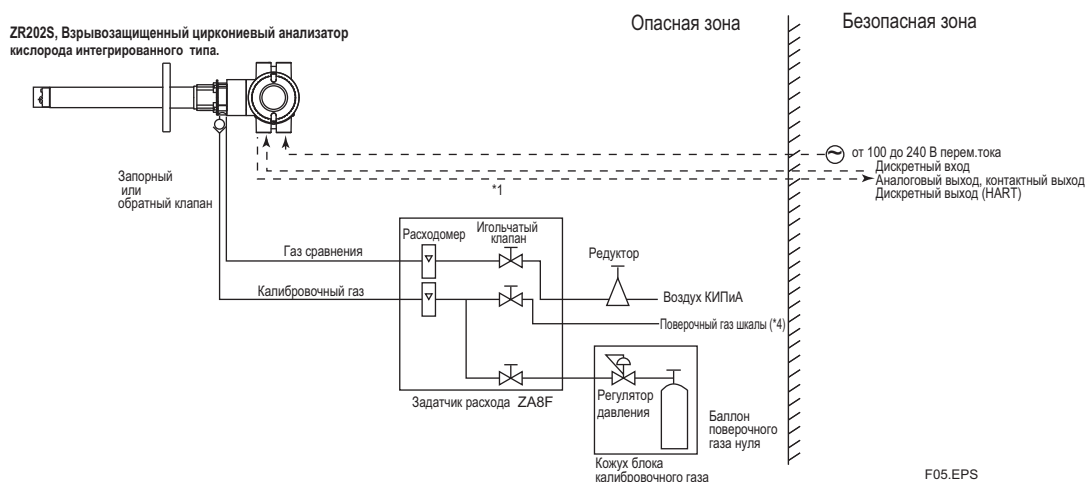 Опасная зона
Безопасная зона
ZR202S, Взрывозащищенный циркониевый анализатор
кислорода интегрированного типа.
от 100 до 240 В перем.тока
Дискретный вход
Аналоговый выход, контактный выход
Дискретный выход (HART)
*1
Запорный
или
обратный клапан
Расходомер
Игольчатый
клапан
Газ сравнения
Редуктор
Калибровочный газ
Воздух КИПиА
Поверочный газ шкалы (*4)
Задатчик расхода ZA8F
Регулятор
давления
Баллон
поверочного
газа нуля
Кожух блока
калибровочного газа
F05.EPS